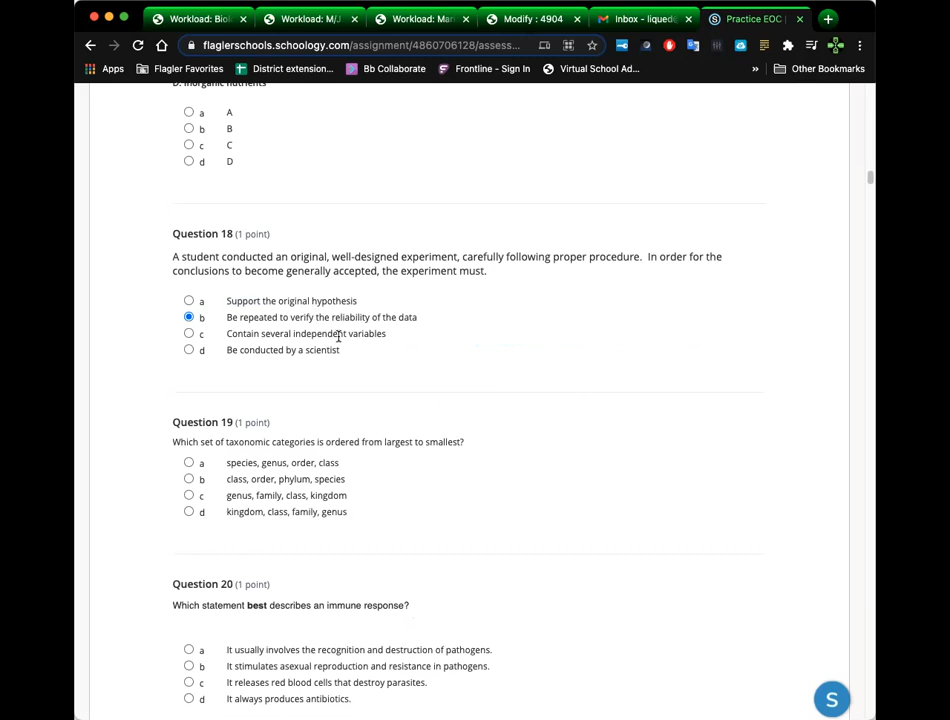 Workload: Biol
Workload: M/J
Workload: Mar
Modify : 4904
Inbox - liqued@
Practice EOC |
flaglerschools.schoology.com/assignment/4860706128/assess...
Apps
Flagler Favorites
District extension...
Bb Collaborate
Frontline - Sign In
Virtual School Ad...
»
Other Bookmarks
D. Inorganic nutrients
a A
b B
c C
d D
Question 18 (1 point)
A student conducted an original, well-designed experiment, carefully following proper procedure. In order for the
conclusions to become generally accepted, the experiment must.
a Support the original hypothesis
b Be repeated to verify the reliability of the data
c Contain several independent variables
d Be conducted by a scientist
Question 19 (1 point)
Which set of taxonomic categories is ordered from largest to smallest?
a species, genus, order, class
b class, order, phylum, species
c genus, family, class, kingdom
d kingdom, class, family, genus
Question 20 (1 point)
Which statement best describes an immune response?
a It usually involves the recognition and destruction of pathogens.
b It stimulates asexual reproduction and resistance in pathogens.
c It releases red blood cells that destroy parasites.
d It always produces antibiotics.
S